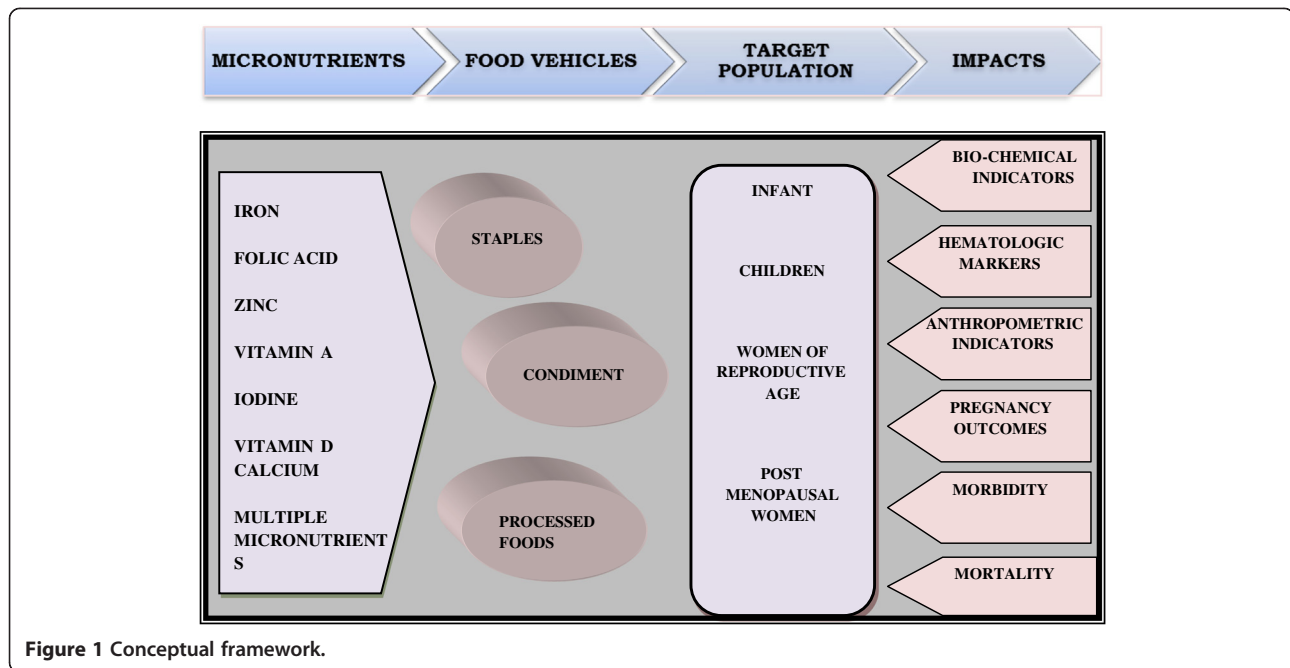 MICRONUTRIENTS
FOOD VEHICLES
TARGET
POPULATION
IMPACTS
IRON
FOLIC ACID
ZINC
VITAMIN A
IODINE
VITAMIN D
CALCIUM
MULTIPLE
MICRONUTRIENT
S
STAPLES
CONDIMENT
PROCESSED
FOODS
INFANT
CHILDREN
WOMEN OF
REPRODUCTIVE
AGE
POST
MENOPAUSAL
WOMEN
BIO-CHEMICAL
INDICATORS
HEMATOLOGIC
MARKERS
ANTHROPOMETRIC
INDICATORS
PREGNANCY
OUTCOMES
MORBIDITY
MORTALITY
Figure 1 Conceptual framework.